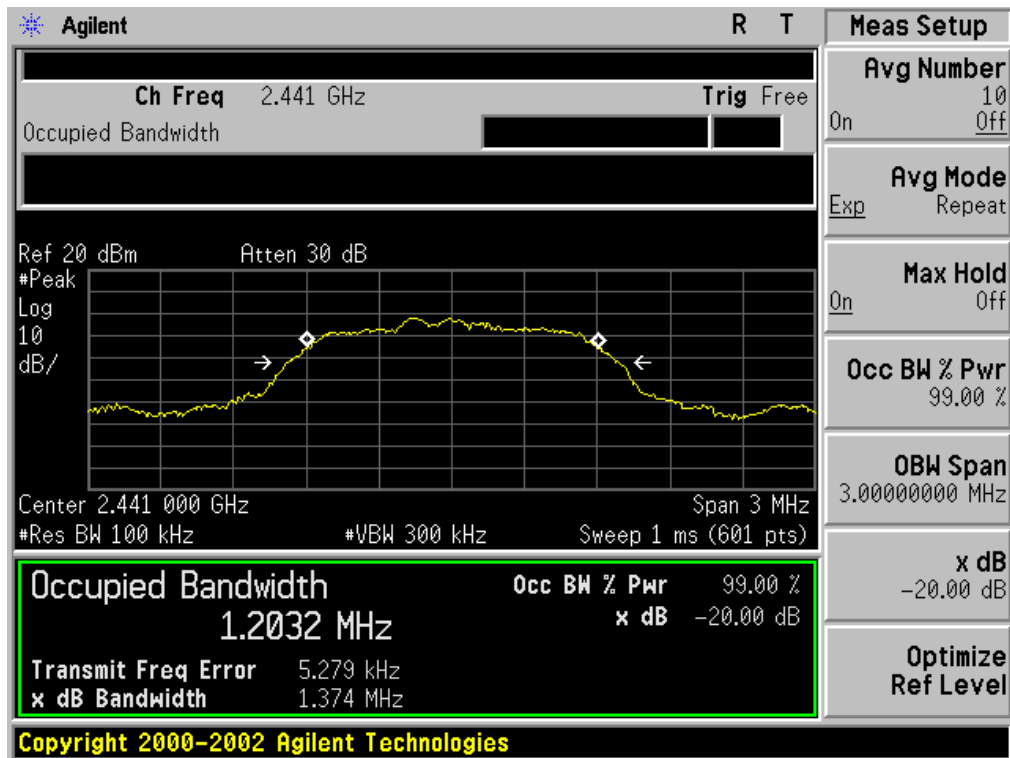 Agilent R T
Ch Freq 2.441 GHz Trig Free
Occupied Bandwidth
Ref 20 dBm Atten 30 dB
#Peak
Log
10
dB/
Center 2.441 000 GHz Span 3 MHz
#Res BW 100 kHz #VBW 300 kHz Sweep 1 ms (601 pts)
Occupied Bandwidth Occ BW % Pwr 99.00 %
1.2032 MHz x dB -20.00 dB
Transmit Freq Error 5.279 kHz
x dB Bandwidth 1.374 MHz
Copyright 2000-2002 Agilent Technologies
Meas Setup
Avg Number
10
On Off
Avg Mode
Exp Repeat
Max Hold
On Off
Occ BW % Pwr
99.00 %
OBW Span
3.00000000 MHz
x dB
-20.00 dB
Optimize
Ref Level